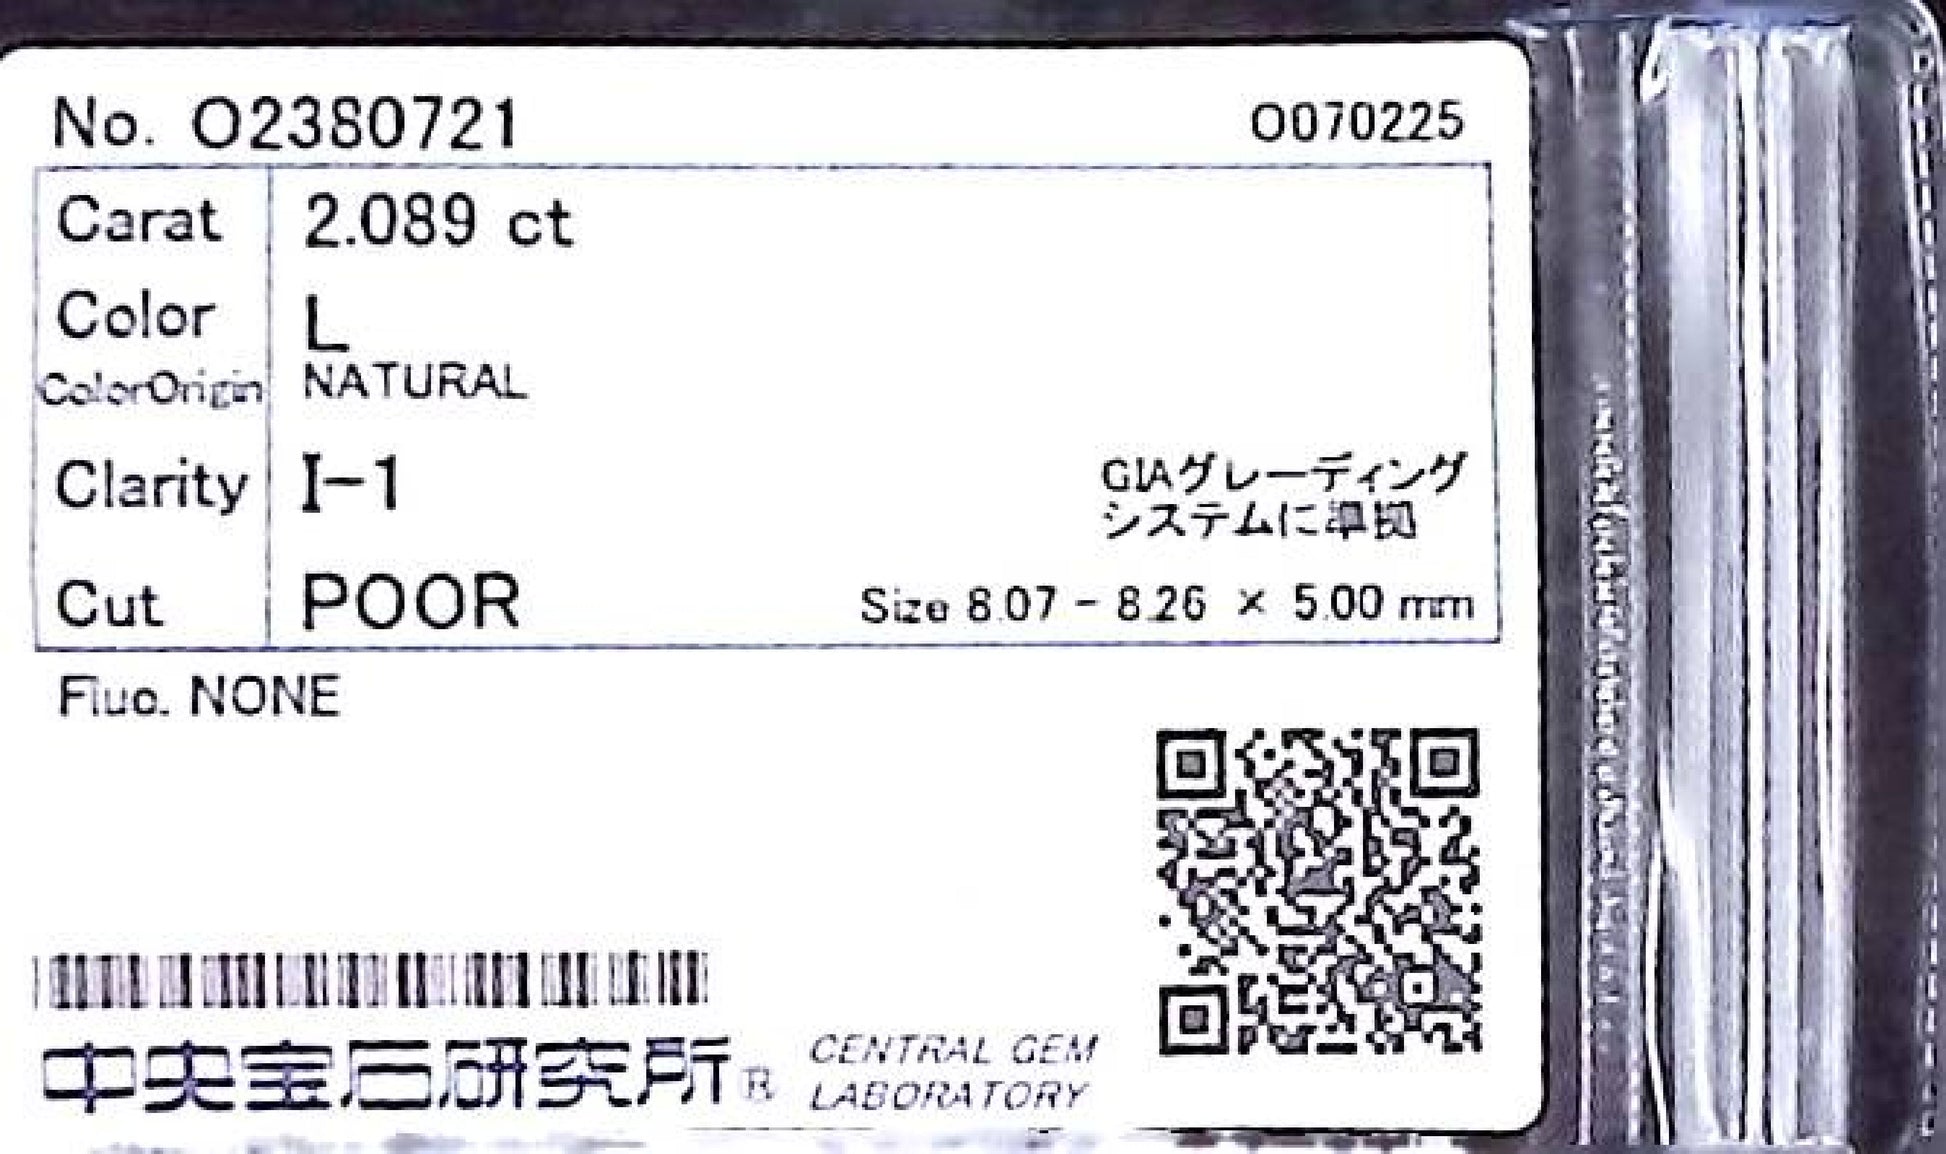 No. O2380721 O070225
Carat 2.089 ct
Color L
ColorOrigin NATURAL
Clarity I-1
GIAグレーディング
システムに準拠
Cut POOR Size 8.07 - 8.26 × 5.00 mm
Fluo. NONE
中央宝石研究所® CENTRAL GEM
LABORATORY